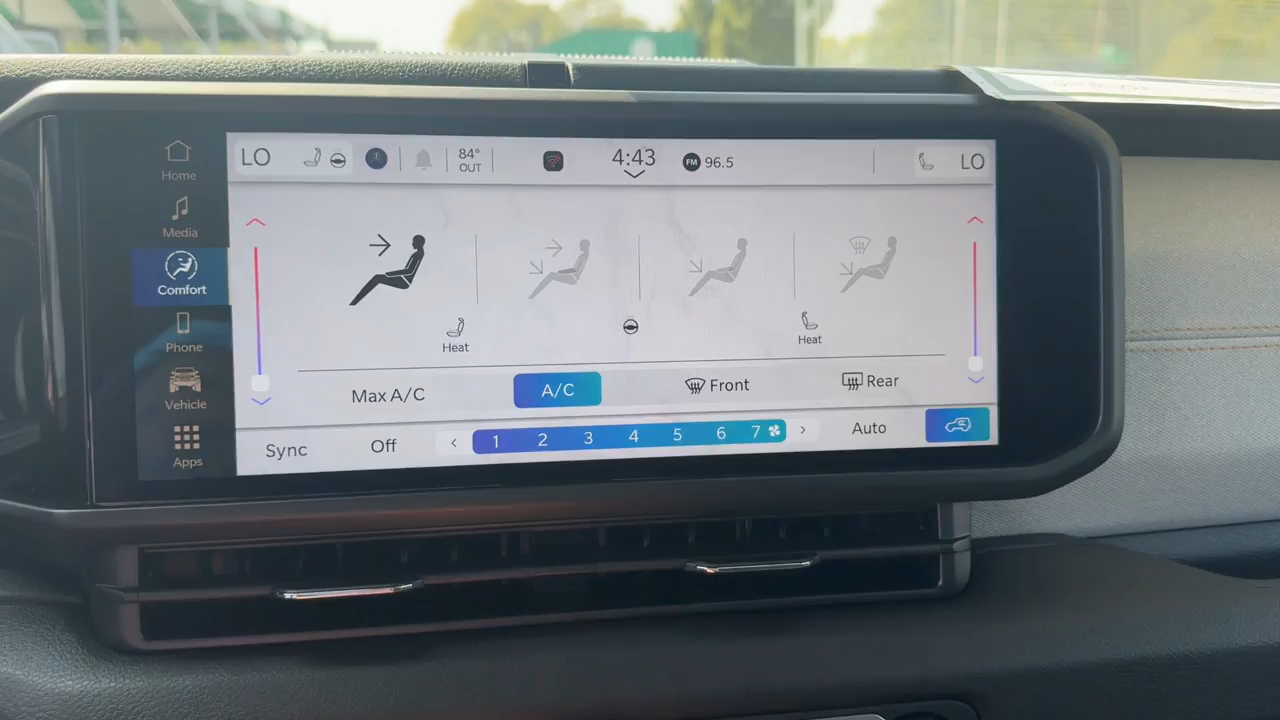 Home
Media
Comfort
Phone
Vehicle
Apps
LO
84°
OUT
4:43
FM 96.5
LO
Heat
Heat
Max A/C
A/C
Front
Rear
Sync
Off
1 2 3 4 5 6 7
Auto